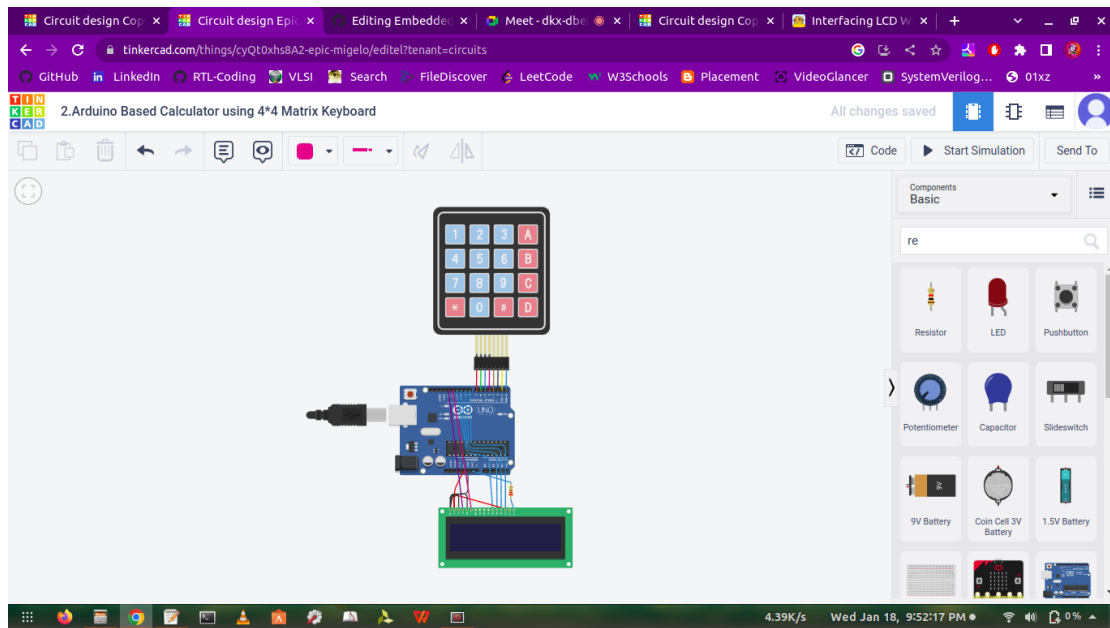 Circuit design Cop
Circuit design Epic
Editing Embedded
Meet - dkx-dbe
Circuit design Cop
Interfacing LCD W
tinkercad.com/things/cyQt0xhs8A2-epic-migelo/editel?tenant=circuits
GitHub
LinkedIn
RTL-Coding
VLSI
Search
FileDiscover
LeetCode
W3Schools
Placement
VideoGlancer
SystemVerilog...
01xz
»
TIN
KER
CAD
2.Arduino Based Calculator using 4*4 Matrix Keyboard
All changes saved
Code
Start Simulation
Send To
Components
Basic
re
1 2 3 A
4 5 6 B
7 8 9 C
* 0 # D
UNO
Resistor
LED
Pushbutton
Potentiometer
Capacitor
Slideswitch
9V
9V Battery
Coin Cell 3V
Battery
1.5V Battery
4.39K/s
Wed Jan 18, 9:52:17 PM
0%